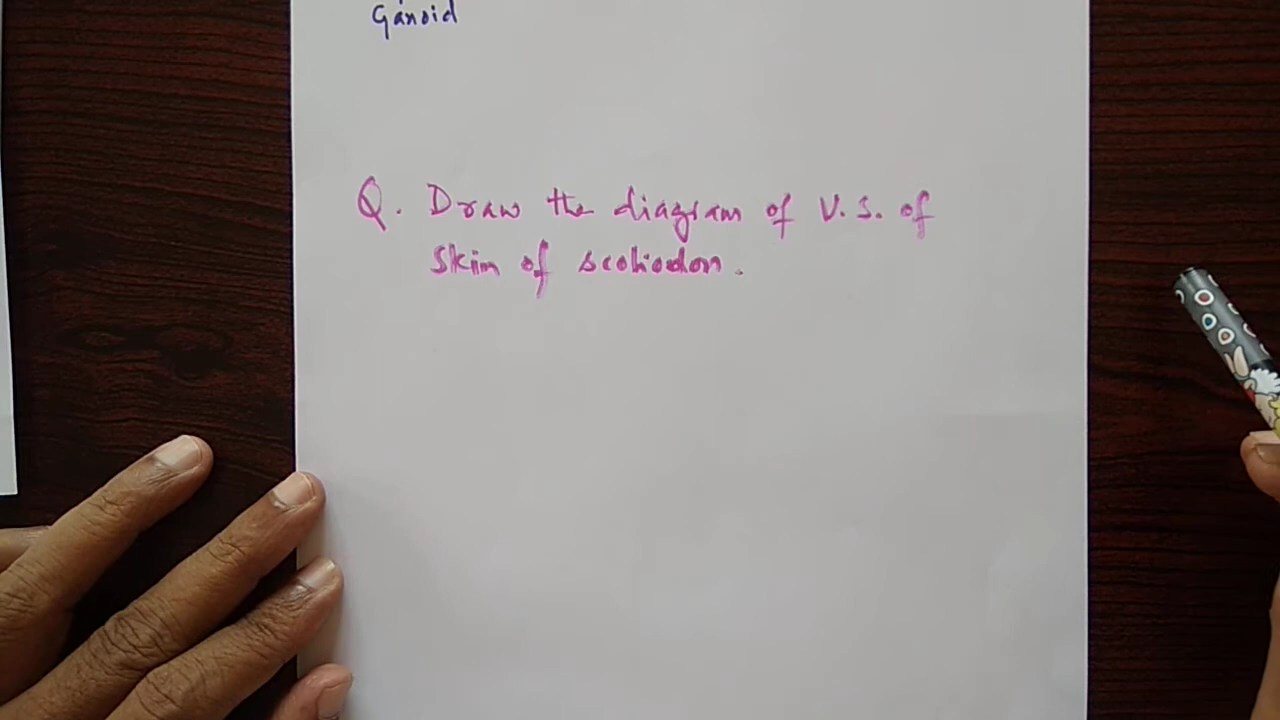 Ganoid
Q. Draw the diagram of V.S. of
skin of scoliodon.